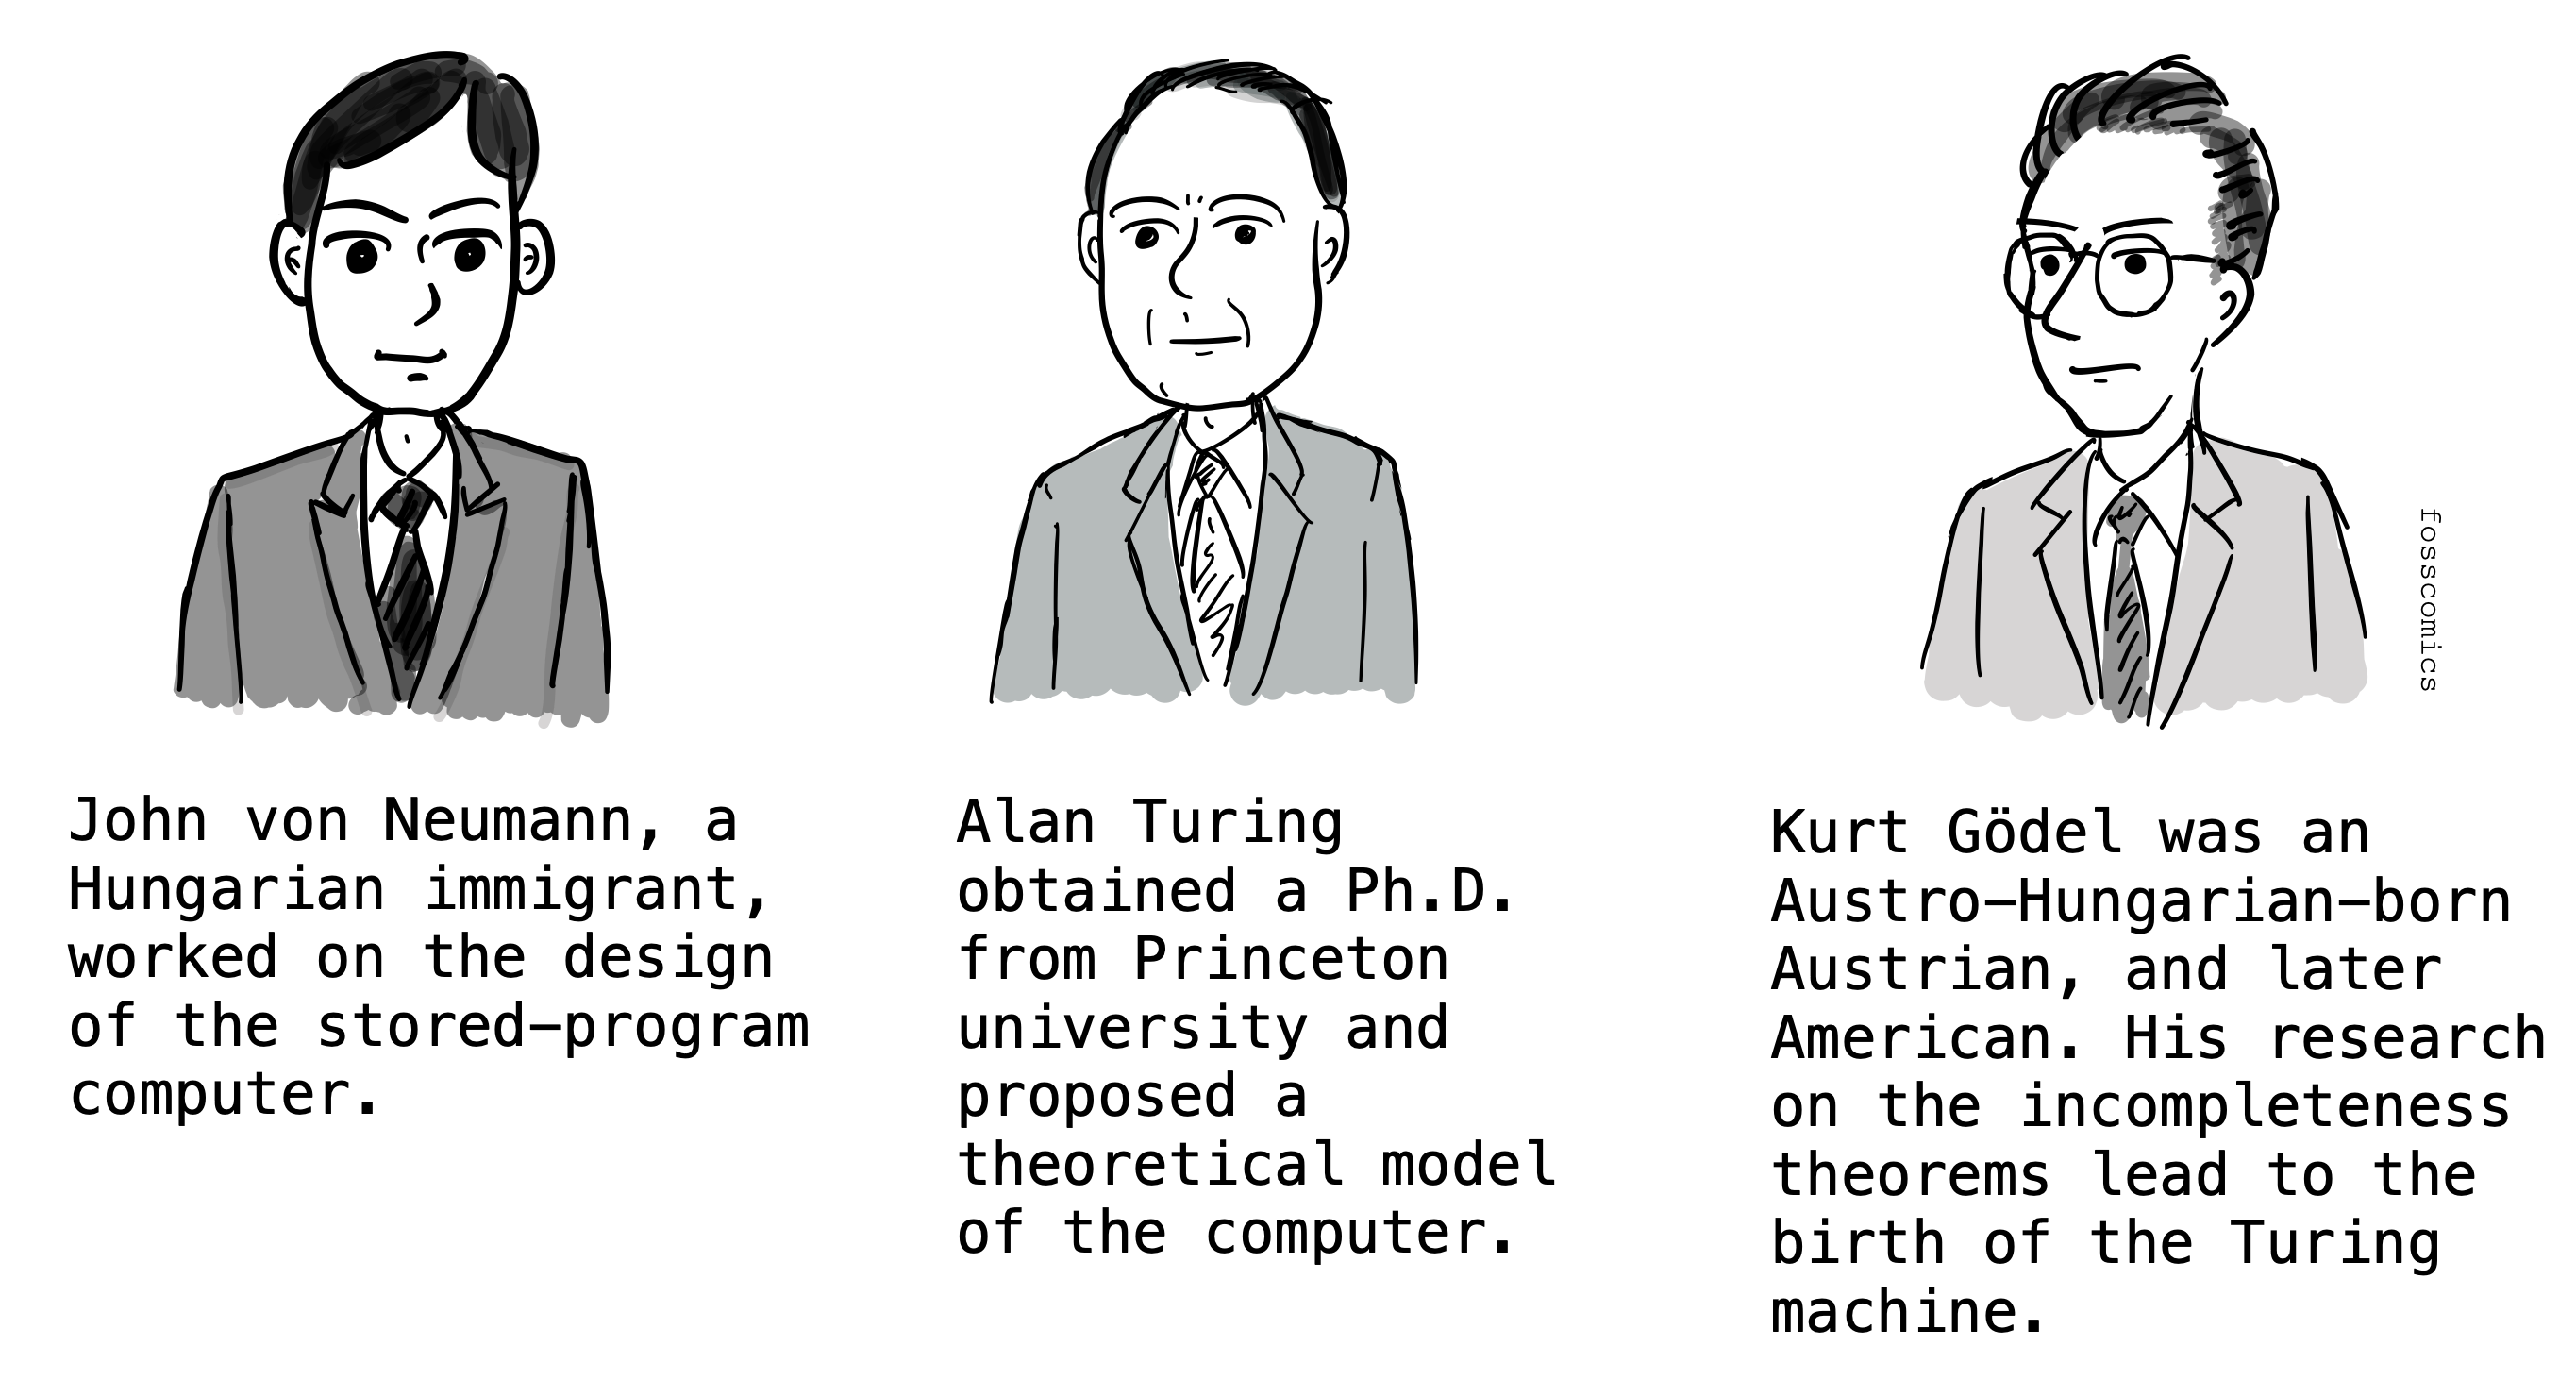 fosscomics
John von Neumann, a
Hungarian immigrant,
worked on the design
of the stored-program
computer.
Alan Turing
obtained a Ph.D.
from Princeton
university and
proposed a
theoretical model
of the computer.
Kurt Gödel was an
Austro-Hungarian-born
Austrian, and later
American. His research
on the incompleteness
theorems lead to the
birth of the Turing
machine.